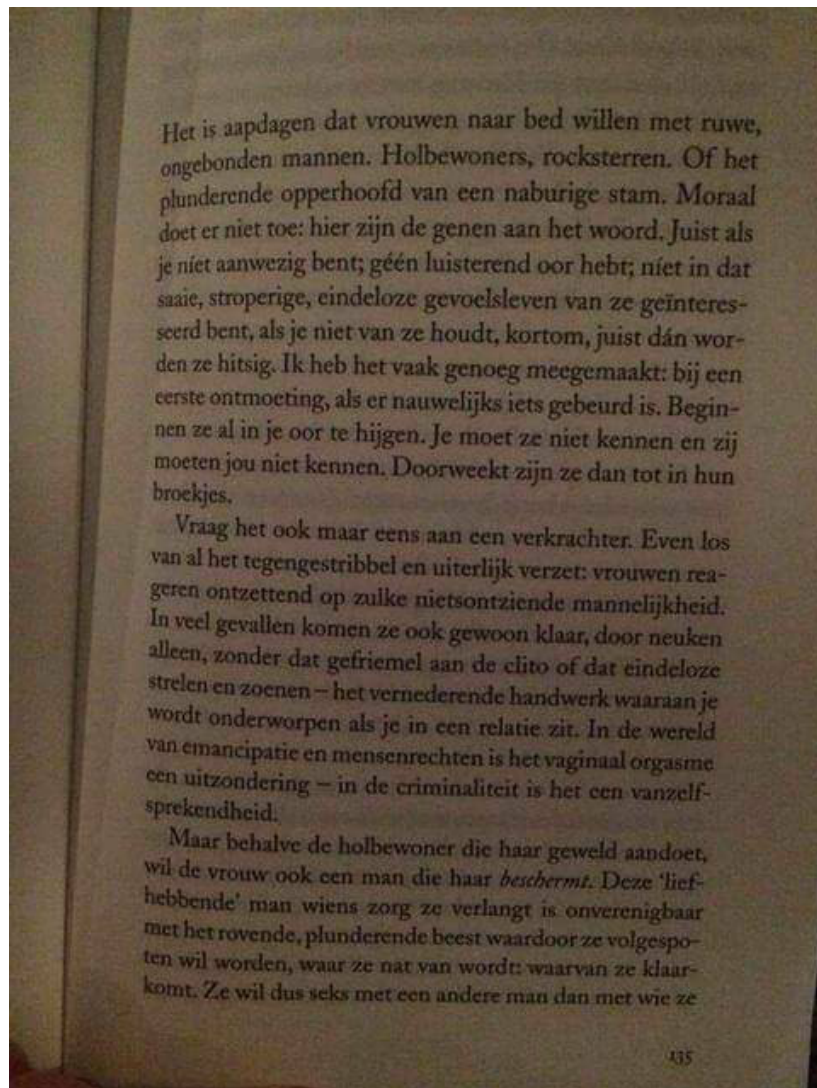 Het is aapdagen dat vrouwen naar bed willen met ruwe,
ongebonden mannen. Holbewoners, rocksterren. Of het
plunderende opperhoofd van een naburige stam. Moraal
doet er niet toe: hier zijn de genen aan het woord. Juist als
je níet aanwezig bent; géén luisterend oor hebt; níet in dat
saaie, stroperige, eindeloze gevoelsleven van ze geïnteres-
seerd bent, als je niet van ze houdt, kortom, juist dán wor-
den ze hitsig. Ik heb het vaak genoeg meegemaakt: bij een
eerste ontmoeting, als er nauwelijks iets gebeurd is. Begin-
nen ze al in je oor te hijgen. Je moet ze niet kennen en zij
moeten jou niet kennen. Doorweekt zijn ze dan tot in hun
broekjes.
Vraag het ook maar eens aan een verkrachter. Even los
van al het tegengestribbel en uiterlijk verzet: vrouwen rea-
geren ontzettend op zulke nietsontziende mannelijkheid.
In veel gevallen komen ze ook gewoon klaar, door neuken
alleen, zonder dat gefriemel aan de clito of dat eindeloze
strelen en zoenen – het vernederende handwerk waaraan je
wordt onderworpen als je in een relatie zit. In de wereld
van emancipatie en mensenrechten is het vaginaal orgasme
een uitzondering – in de criminaliteit is het een vanzelf-
sprekendheid.
Maar behalve de holbewoner die haar geweld aandoet,
wil de vrouw ook een man die haar beschermt. Deze 'lief-
hebbende' man wiens zorg ze verlangt is onverenigbaar
met het rovende, plunderende beest waardoor ze volgespo-
ten wil worden, waar ze nat van wordt: waarvan ze klaar-
komt. Ze wil dus seks met een andere man dan met wie ze
135